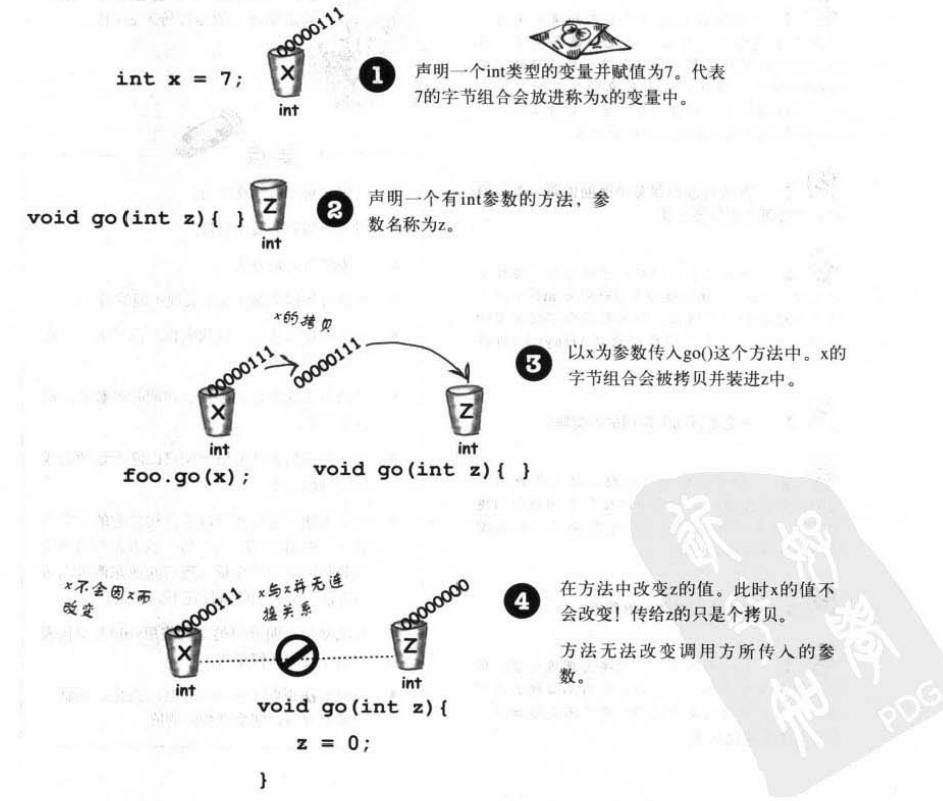 00000111
int x = 7;
X
int
1
声明一个int类型的变量并赋值为7。代表
7的字节组合会放进称为x的变量中。
void go(int z){ }
Z
int
2
声明一个有int参数的方法，参
数名称为z。
x的拷贝
00000111
00000111
X
int
foo.go(x);
Z
int
void go(int z){ }
3
以x为参数传入go()这个方法中。x的
字节组合会被拷贝并装进z中。
x不会因z而
改变
00000111
X
int
x与z并无连
接关系
00000000
Z
int
void go(int z){
z = 0;
}
4
在方法中改变z的值。此时x的值不
会改变！传给z的只是个拷贝。
方法无法改变调用方所传入的参
数。
PDG